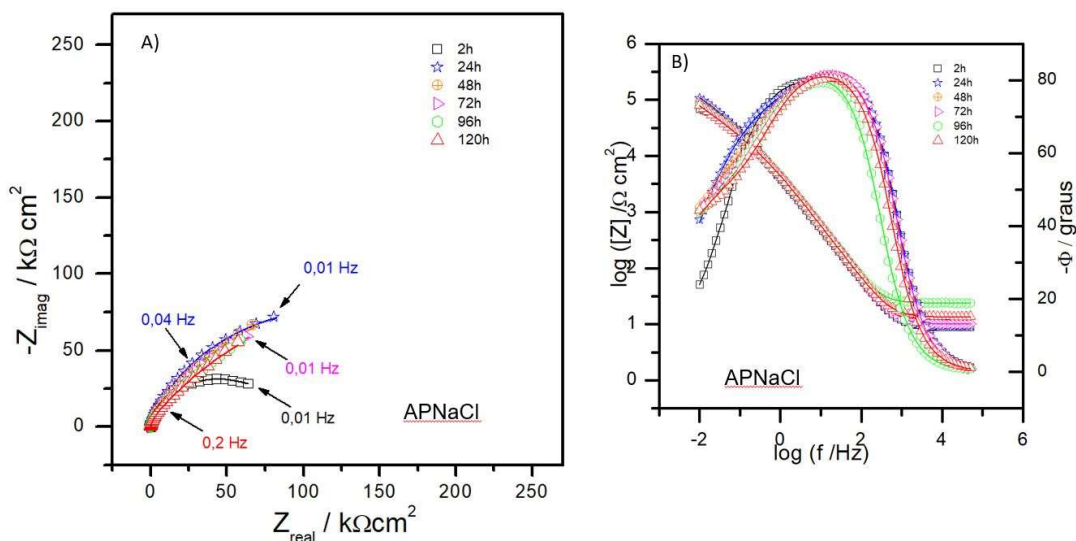 A)
250
200
150
100
50
0
-Z_imag / kΩ cm²
2h
24h
48h
72h
96h
120h
0,01 Hz
0,04 Hz
0,01 Hz
0,01 Hz
0,2 Hz
APNaCl
0 50 100 150 200 250
Z_real / kΩcm²
B)
6
5
4
3
2
1
0
log ([Z] /Ω cm²)
2h
24h
48h
72h
96h
120h
80
60
40
20
0
-Φ / graus
APNaCl
-2 0 2 4 6
log (f /Hz)